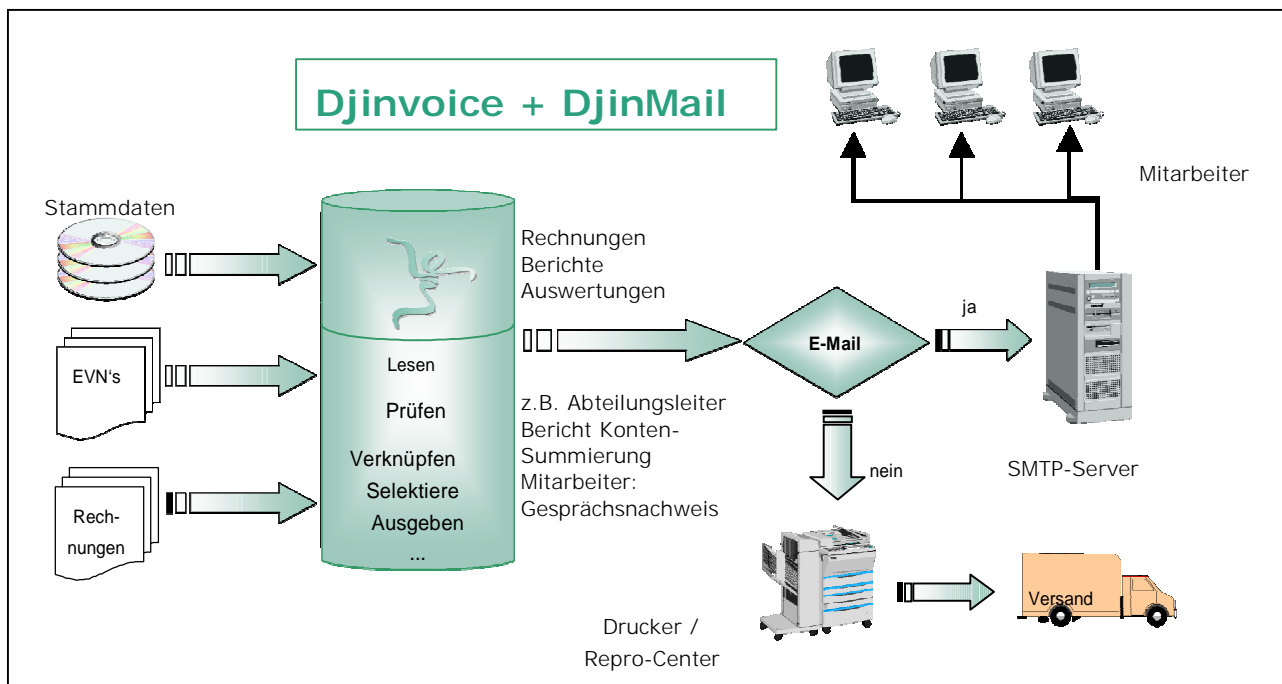 Djinvoice + DjinMail
Mitarbeiter
Stammdaten
EVN‘s
Rech-
nungen
Lesen
Prüfen
Verknüpfen
Selektiere
Ausgeben
...
Rechnungen
Berichte
Auswertungen
z.B. Abteilungsleiter
Bericht Konten-
Summierung
Mitarbeiter:
Gesprächsnachweis
E-Mail
ja
nein
SMTP-Server
Drucker /
Repro-Center
Versand